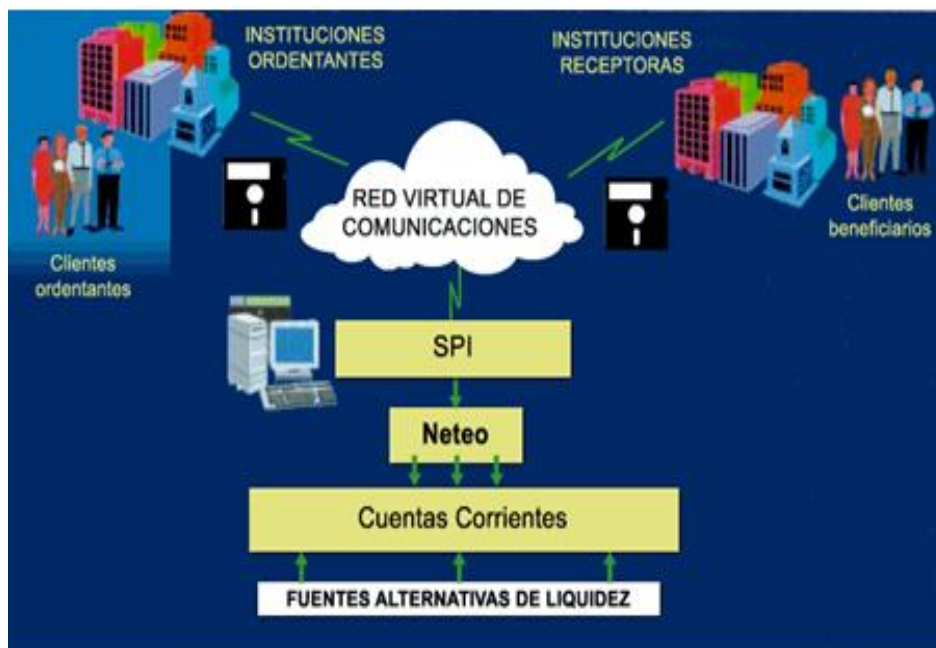 INSTITUCIONES
ORDENTANTES
INSTITUCIONES
RECEPTORAS
RED VIRTUAL DE
COMUNICACIONES
Clientes
ordentantes
Clientes
beneficiarios
SPI
Neteo
Cuentas Corrientes
FUENTES ALTERNATIVAS DE LIQUIDEZ